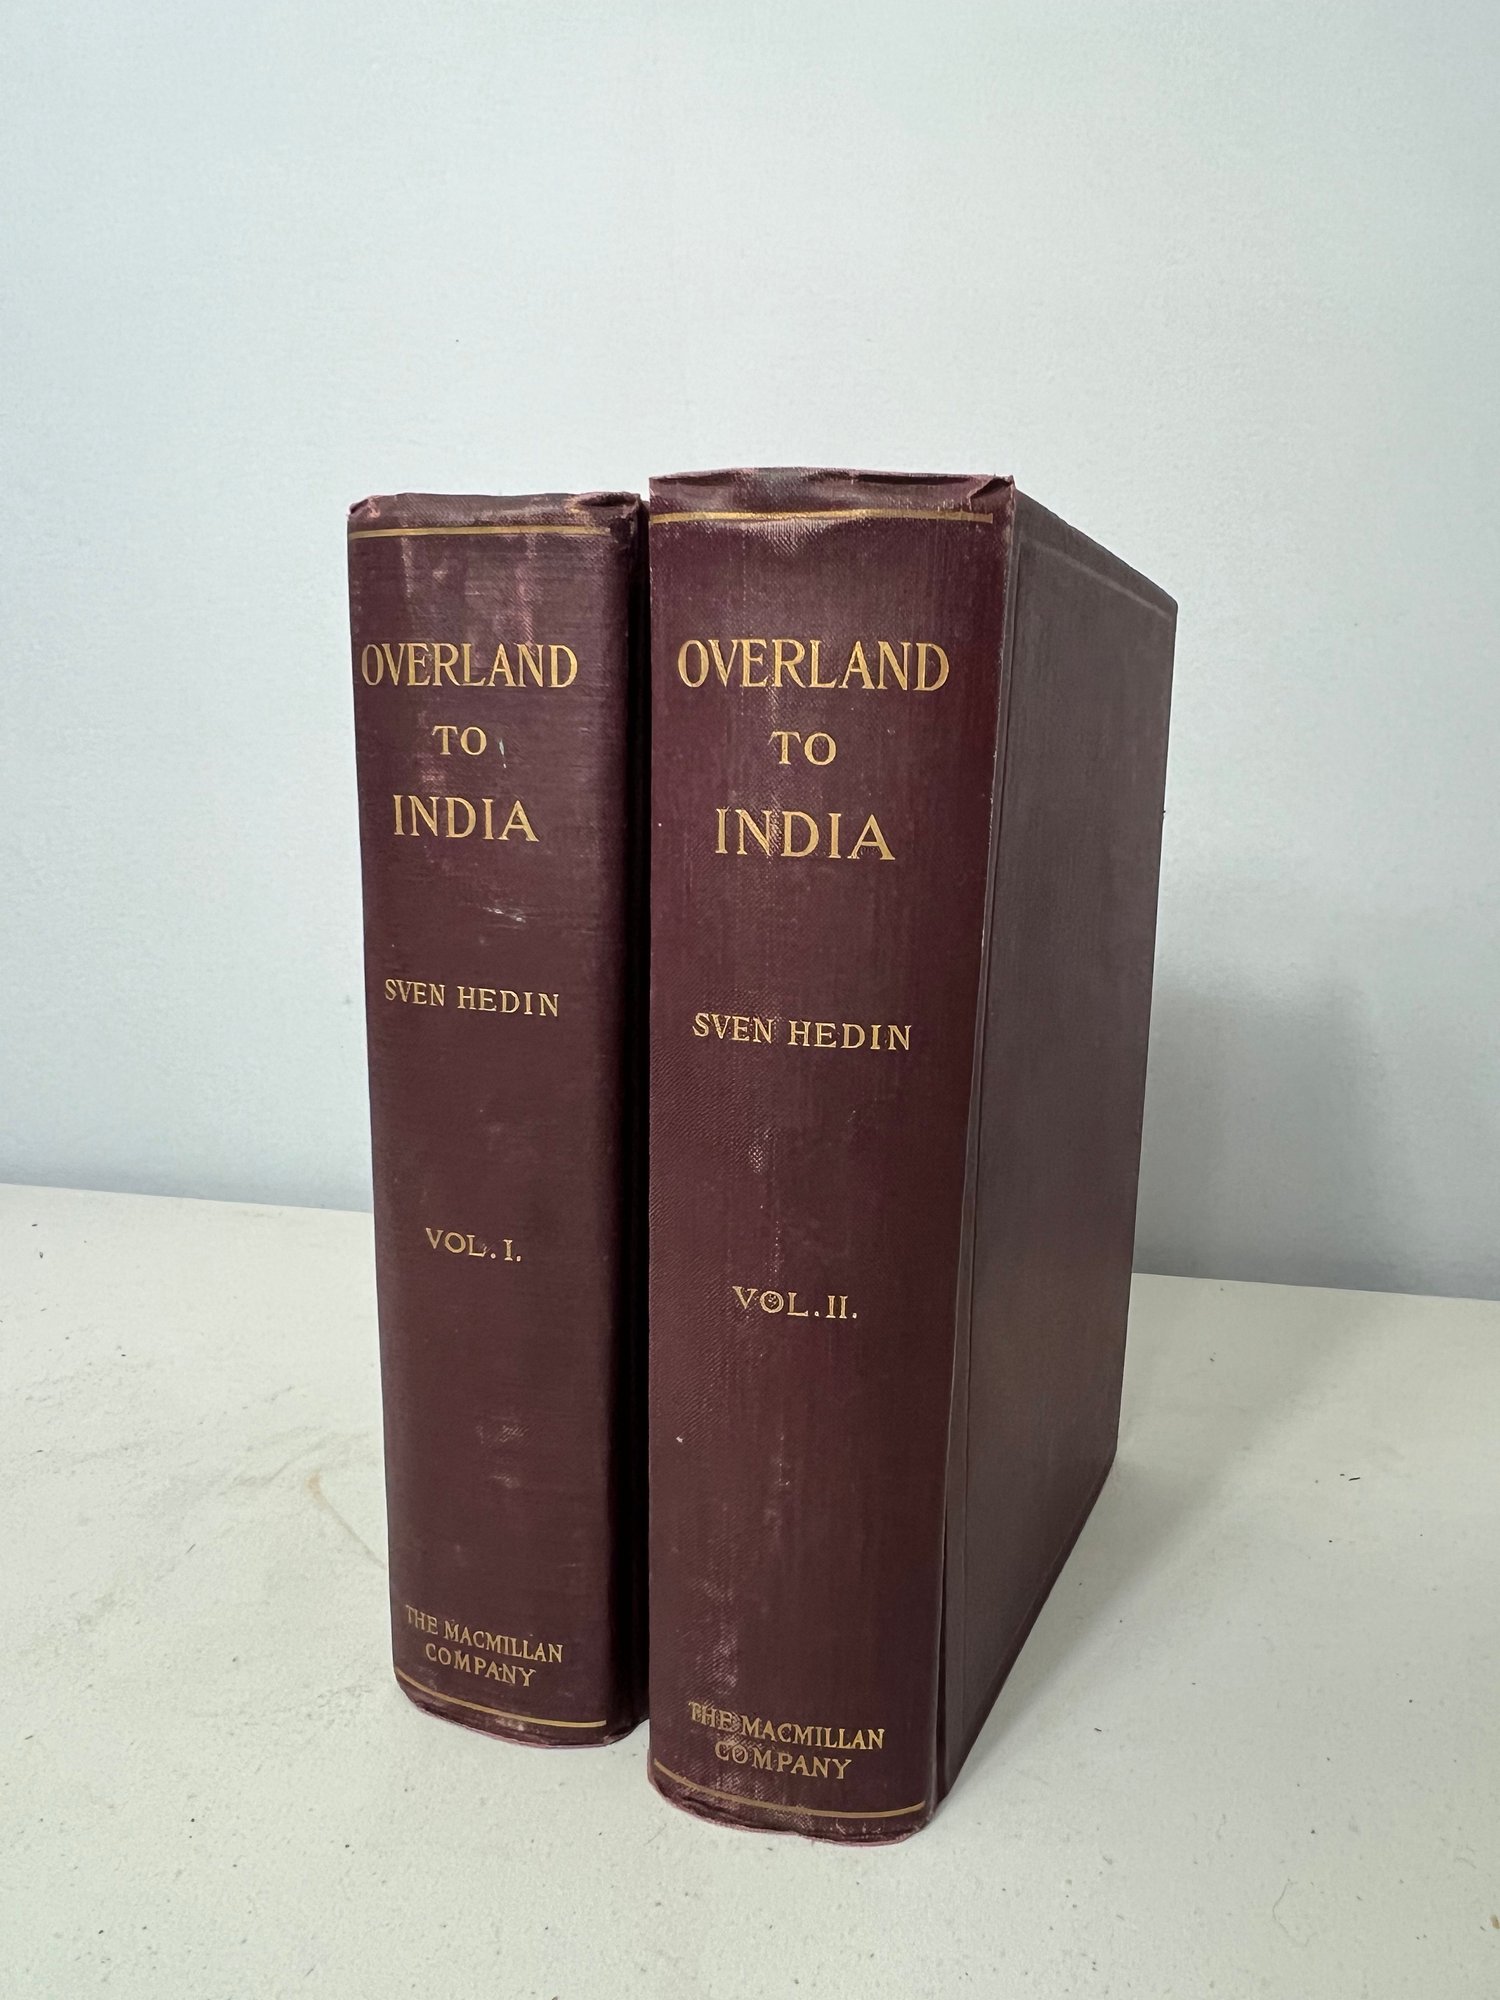 OVERLAND
TO
INDIA
SVEN HEDIN
VOL. I.
THE MACMILLAN
COMPANY
OVERLAND
TO
INDIA
SVEN HEDIN
VOL. II.
THE MACMILLAN
COMPANY